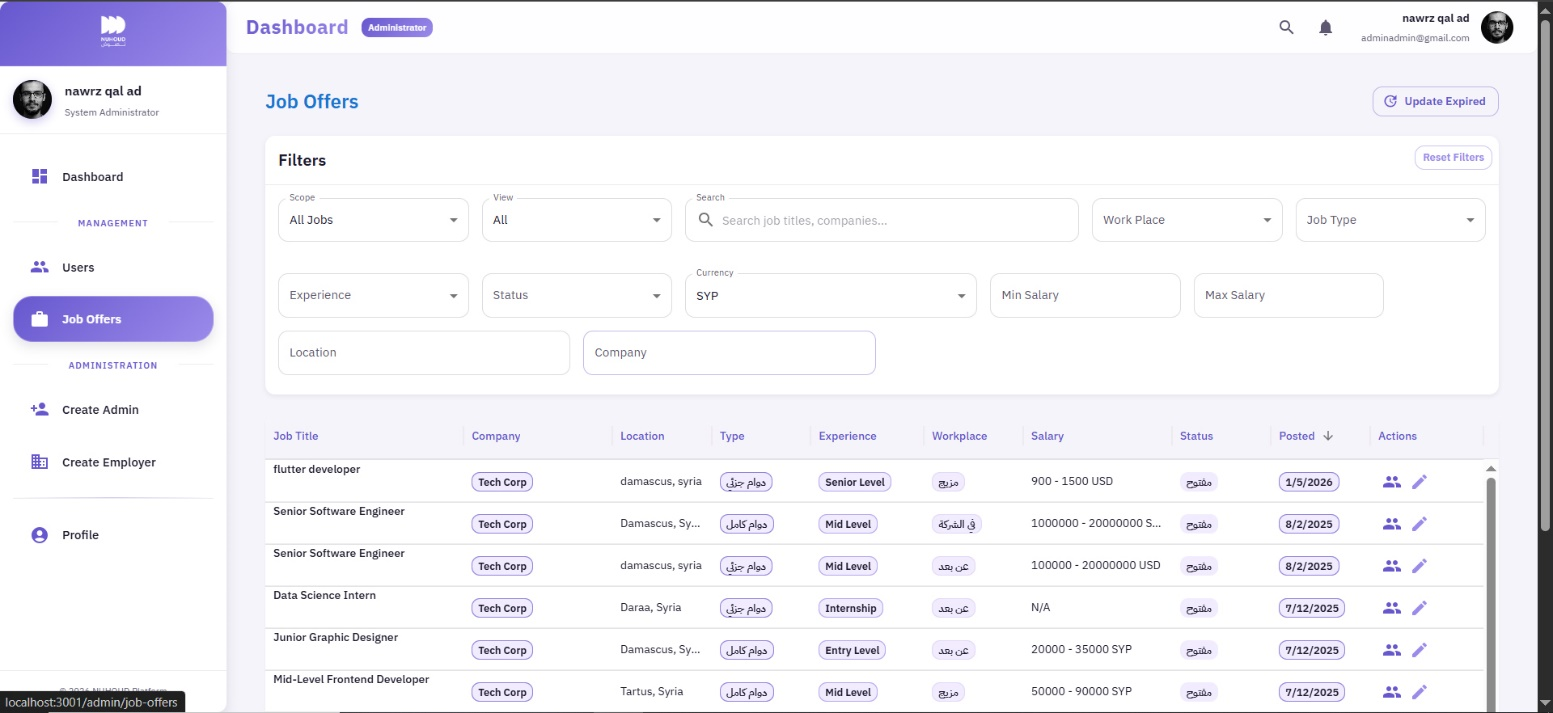 NUHOUD
Dashboard Administrator
nawrz qal ad
adminadmin@gmail.com
nawrz qal ad
System Administrator
Dashboard
MANAGEMENT
Users
Job Offers
ADMINISTRATION
Create Admin
Create Employer
Profile
© 2026 NUHOUD Platform
localhost:3001/admin/job-offers
Job Offers
Update Expired
Filters
Reset Filters
Scope
All Jobs
View
All
Search
Search job titles, companies...
Work Place
Job Type
Experience
Status
Currency
SYP
Min Salary
Max Salary
Location
Company
Job Title Company Location Type Experience Workplace Salary Status Posted Actions
flutter developer Tech Corp damascus, syria دوام جزئي Senior Level مزيج 900 - 1500 USD مفتوح 1/5/2026
Senior Software Engineer Tech Corp Damascus, Sy... دوام كامل Mid Level في الشركة 1000000 - 20000000 S... مفتوح 8/2/2025
Senior Software Engineer Tech Corp damascus, syria دوام جزئي Mid Level عن بعد 100000 - 20000000 USD مفتوح 8/2/2025
Data Science Intern Tech Corp Daraa, Syria دوام جزئي Internship عن بعد N/A مفتوح 7/12/2025
Junior Graphic Designer Tech Corp Damascus, Sy... دوام كامل Entry Level عن بعد 20000 - 35000 SYP مفتوح 7/12/2025
Mid-Level Frontend Developer Tech Corp Tartus, Syria دوام كامل Mid Level مزيج 50000 - 90000 SYP مفتوح 7/12/2025